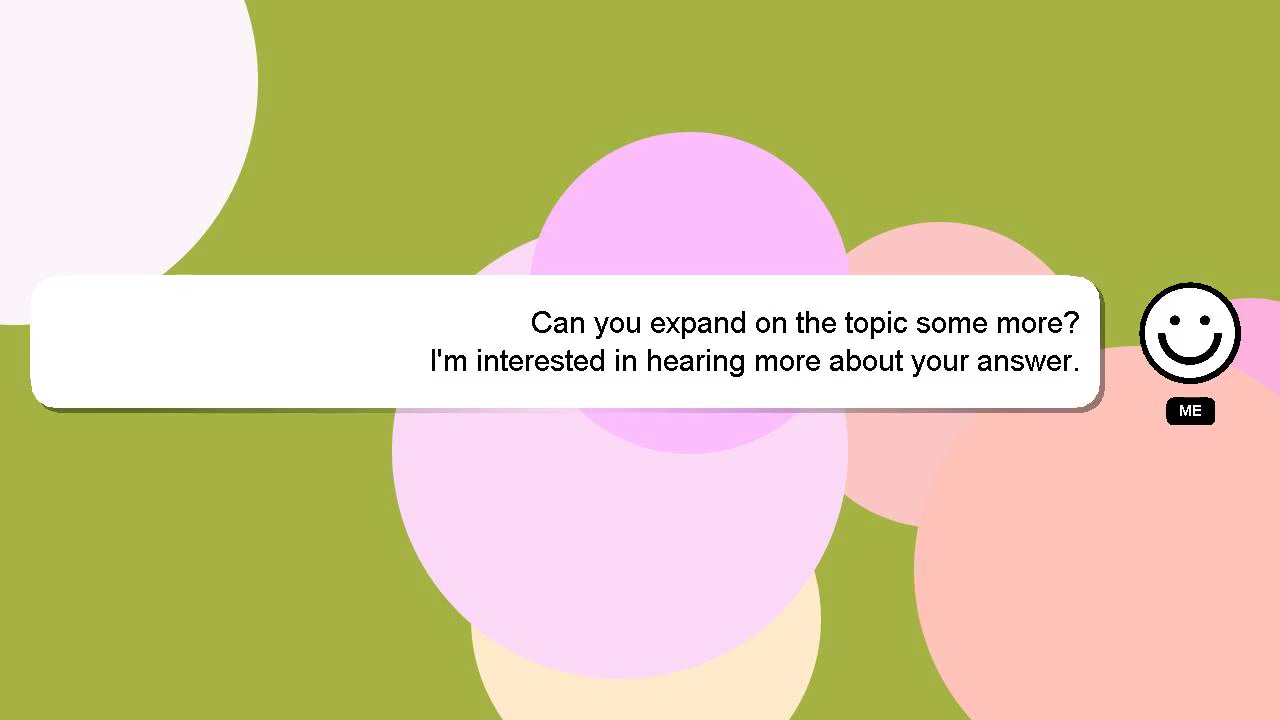 Can you expand on the topic some more?
I'm interested in hearing more about your answer.
ME